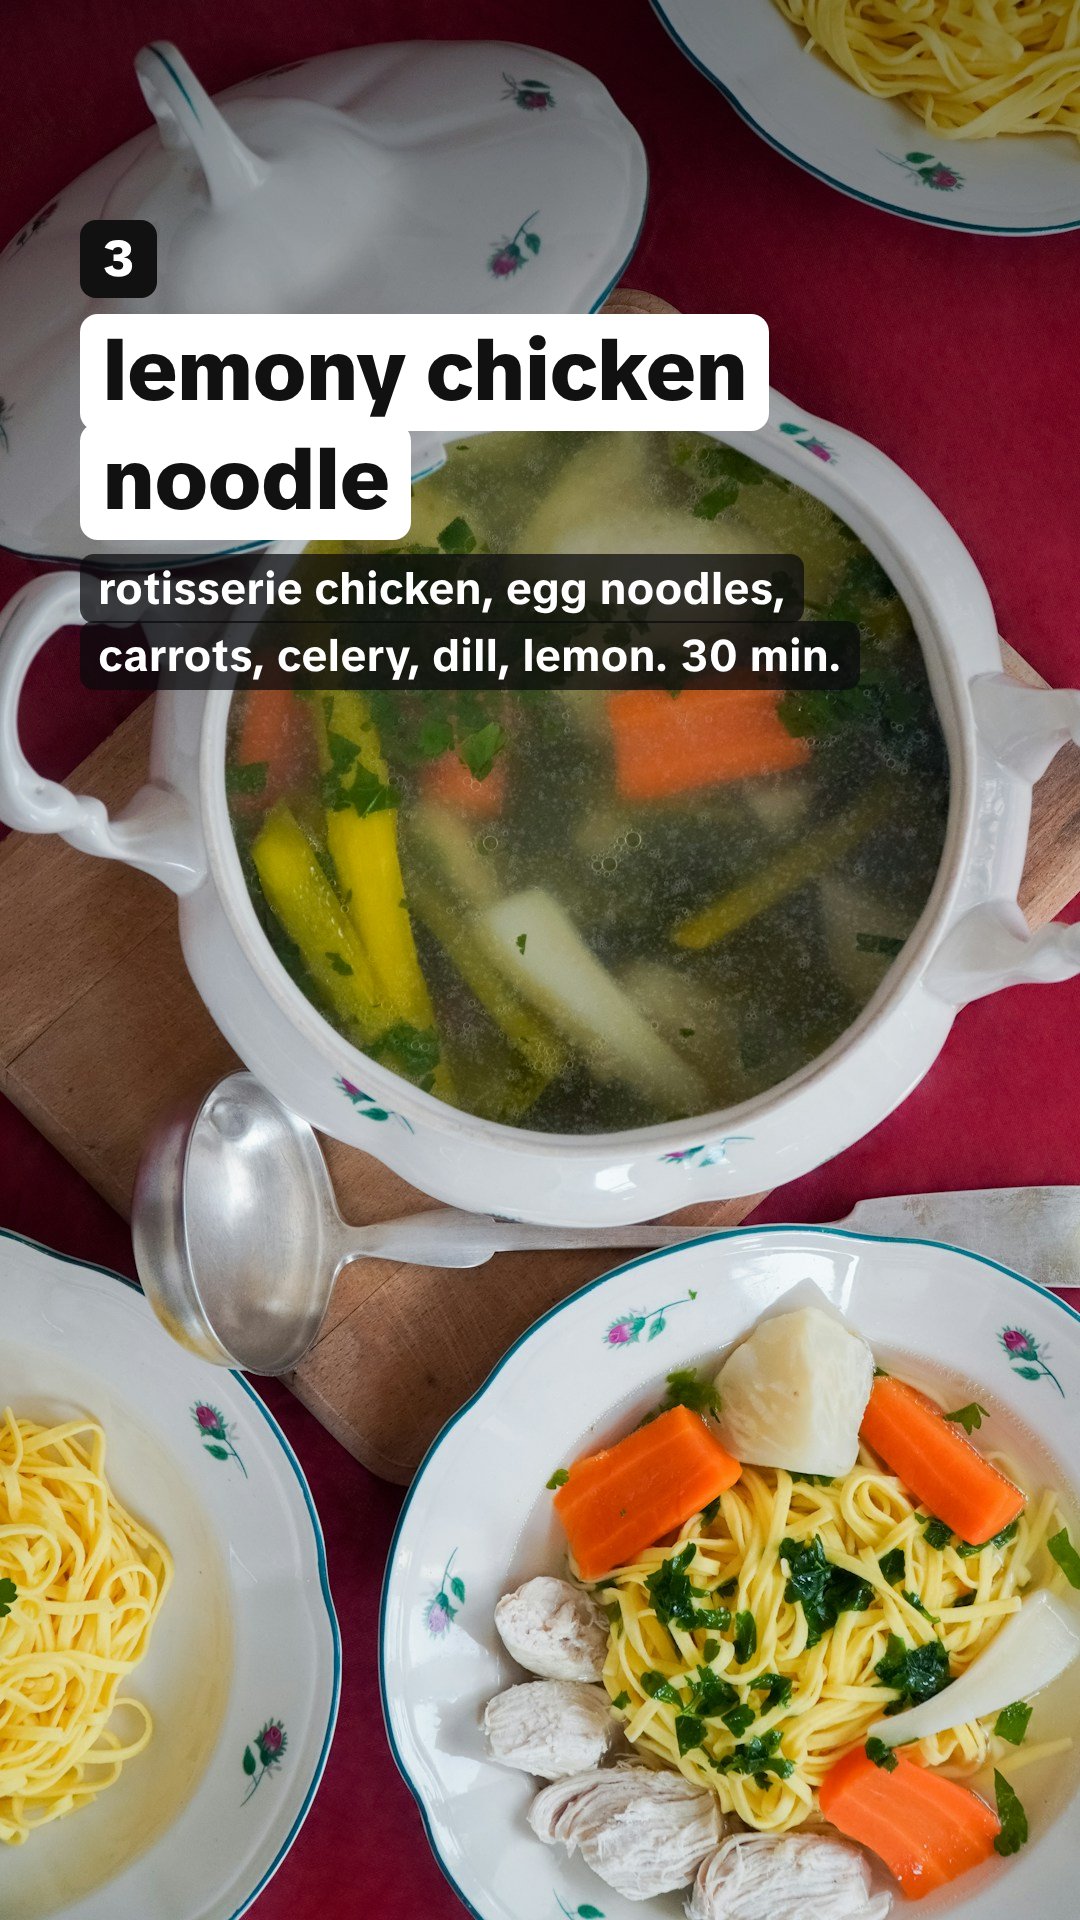 3
lemony chicken
noodle
rotisserie chicken, egg noodles,
carrots, celery, dill, lemon. 30 min.